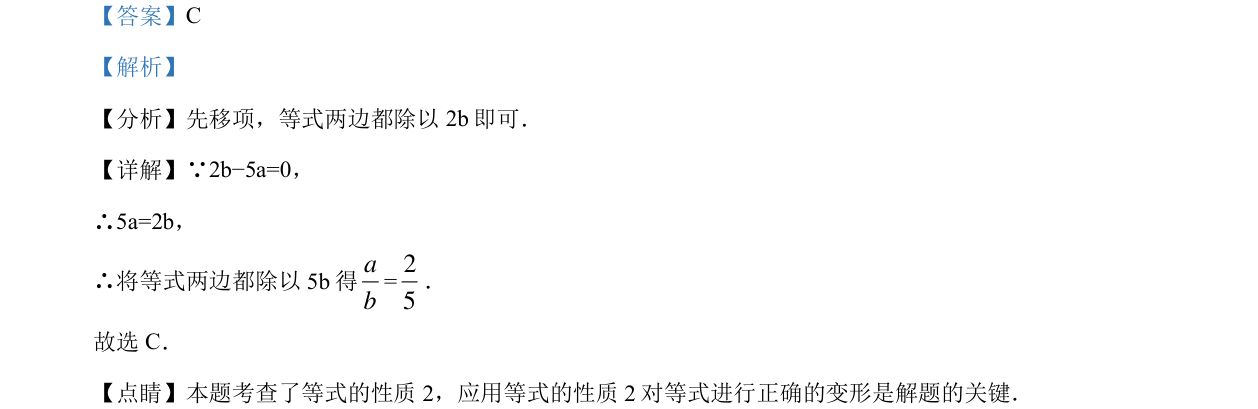 【答案】C
【解析】
【分析】先移项，等式两边都除以 2b 即可．
【详解】∵2b−5a=0，
∴5a=2b，
∴将等式两边都除以 5b 得 a/b = 2/5．
故选 C．
【点睛】本题考查了等式的性质 2，应用等式的性质 2 对等式进行正确的变形是解题的关键．